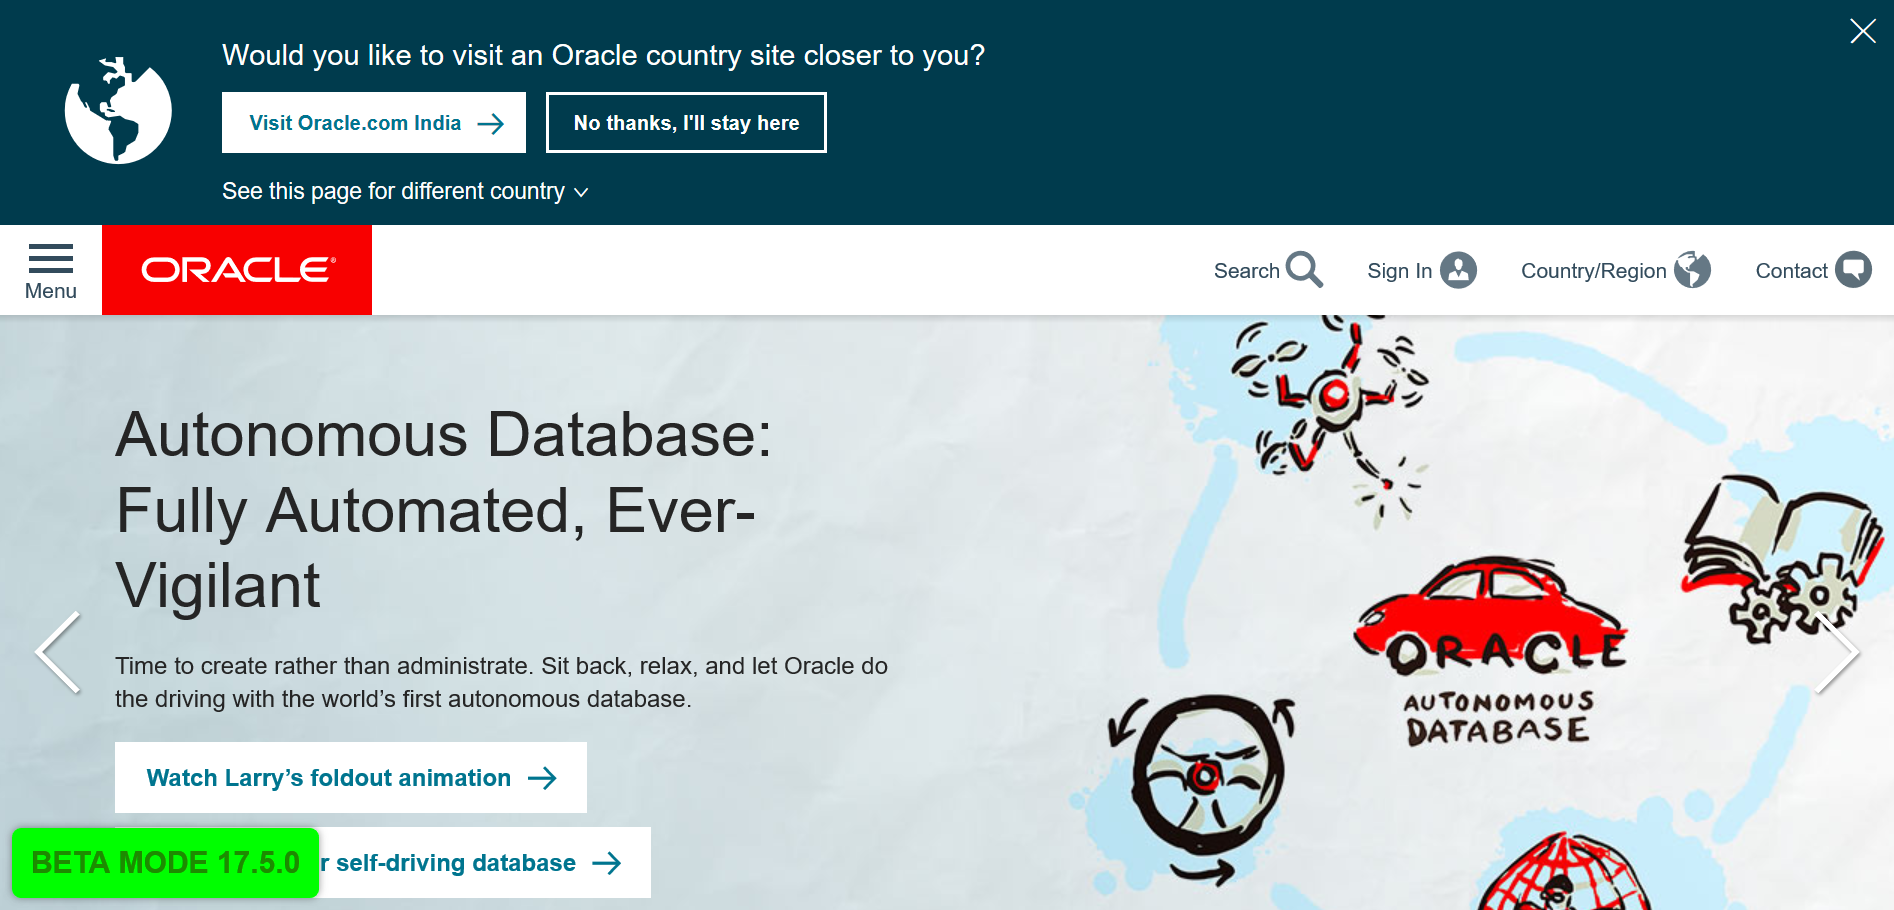 Would you like to visit an Oracle country site closer to you?
Visit Oracle.com India
No thanks, I'll stay here
See this page for different country
Menu
ORACLE®
Search
Sign In
Country/Region
Contact
Autonomous Database:
Fully Automated, Ever-
Vigilant
Time to create rather than administrate. Sit back, relax, and let Oracle do
the driving with the world’s first autonomous database.
Watch Larry’s foldout animation
BETA MODE 17.5.0
self-driving database
ORACLE
AUTONOMOUS
DATABASE